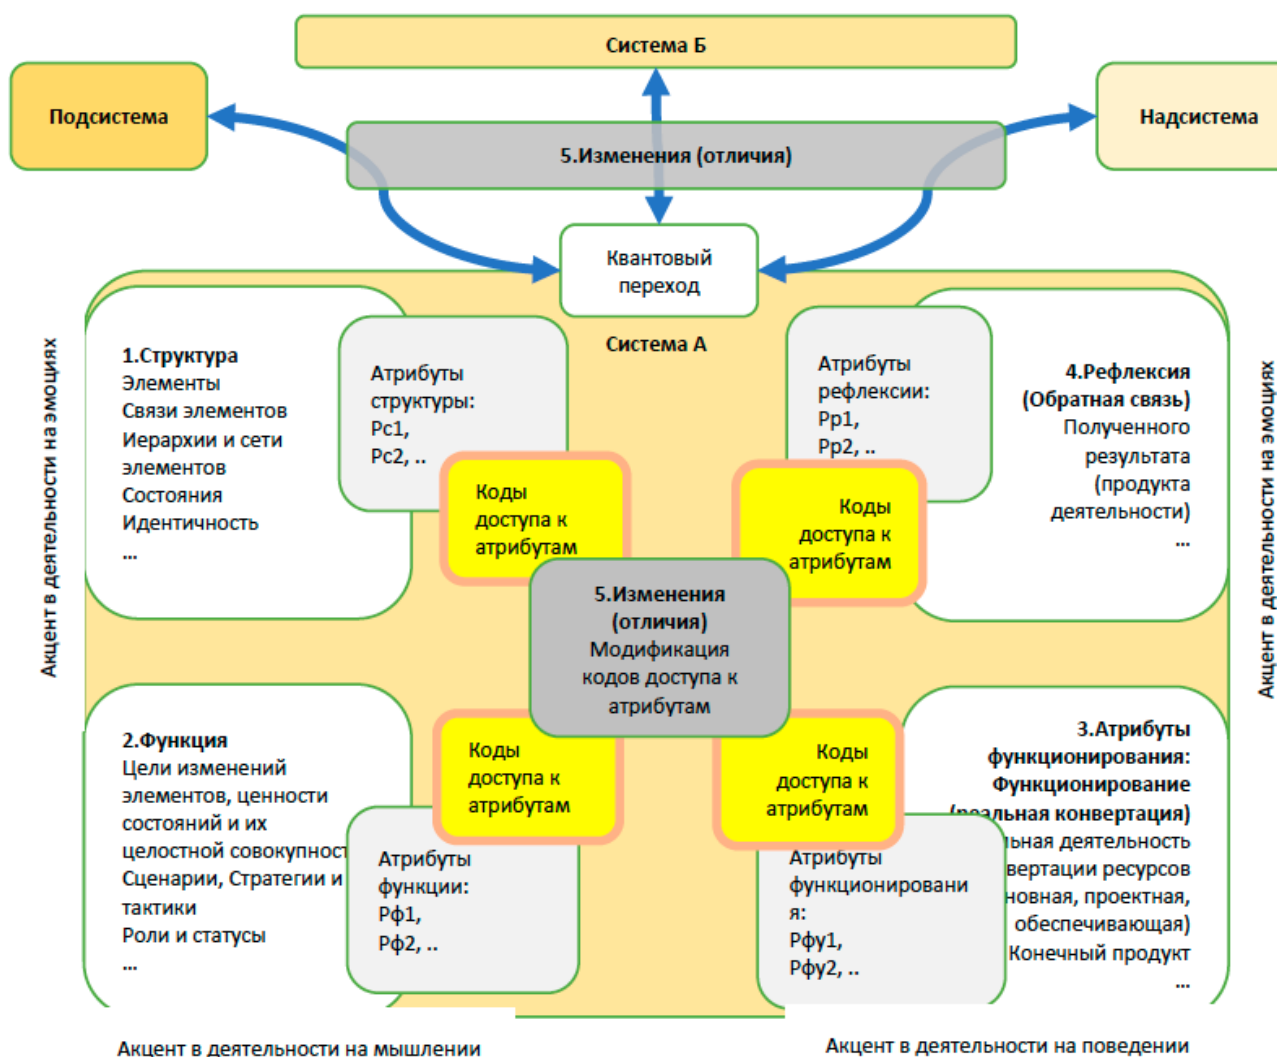 Система Б
Подсистема
Надсистема
5.Изменения (отличия)
Квантовый
переход
Система А
Акцент в деятельности на эмоциях
1.Структура
Элементы
Связи элементов
Иерархии и сети
элементов
Состояния
Идентичность
...
Атрибуты
структуры:
Рс1,
Рс2, ..
Коды
доступа к
атрибутам
Атрибуты
рефлексии:
Рр1,
Рр2, ..
4.Рефлексия
(Обратная связь)
Полученного
результата
(продукта
деятельности)
...
Коды
доступа к
атрибутам
Акцент в деятельности на эмоциях
5.Изменения
(отличия)
Модификация
кодов доступа к
атрибутам
2.Функция
Цели изменений
элементов, ценности
состояний и их
целостной совокупност
Сценарии, Стратегии и
тактики
Роли и статусы
...
Коды
доступа к
атрибутам
Атрибуты
функции:
Рф1,
Рф2, ..
Коды
доступа к
атрибутам
Атрибуты
функционировани
я:
Рфу1,
Рфу2, ..
3.Атрибуты
функционирования:
Функционирование
(реальная конвертация)
льная деятельность
вертации ресурсов
новная, проектная,
обеспечивающая)
Конечный продукт
...
Акцент в деятельности на мышлении
Акцент в деятельности на поведении